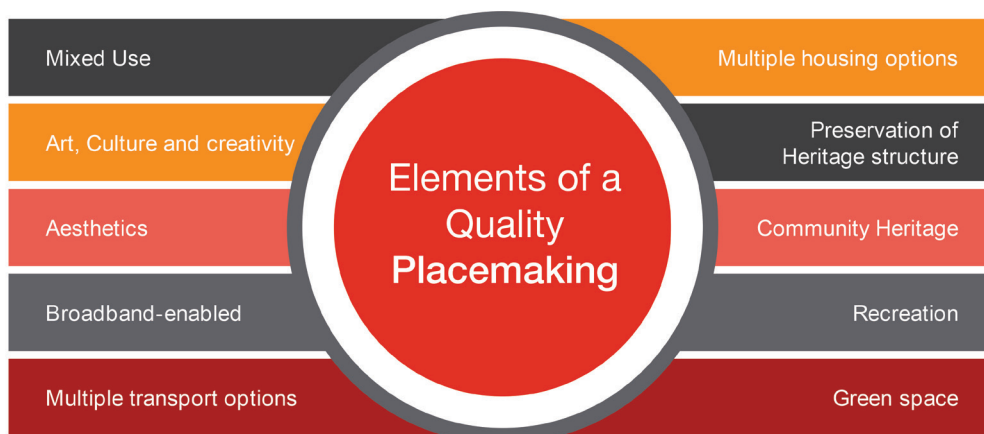 Mixed Use
Art, Culture and creativity
Aesthetics
Broadband-enabled
Multiple transport options
Elements of a
Quality
Placemaking
Multiple housing options
Preservation of
Heritage structure
Community Heritage
Recreation
Green space